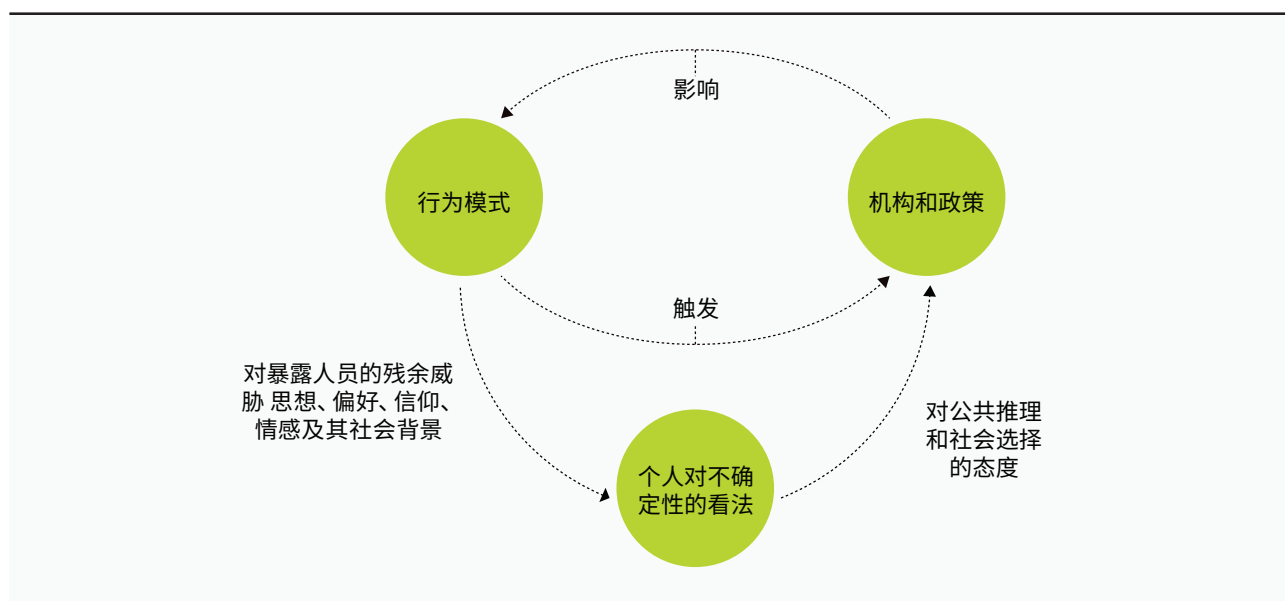 影响
行为模式
机构和政策
触发
对暴露人员的残余威
胁 思想、偏好、信仰、
情感及其社会背景
对公共推理
和社会选择
的态度
个人对不确
定性的看法